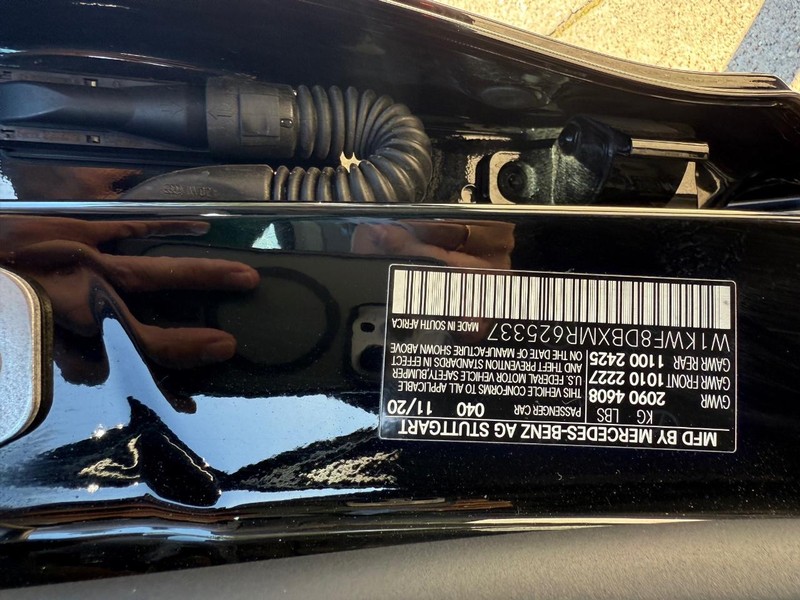 MFD BY MERCEDES-BENZ AG STUTTGART
KG LBS PASSENGER CAR 040 11/20
GVWR 2090 4608
GAWR FRONT 1010 2227
GAWR REAR 1100 2425
THIS VEHICLE CONFORMS TO ALL APPLICABLE
U.S. FEDERAL MOTOR VEHICLE SAFETY,BUMPER
AND THEFT PREVENTION STANDARDS IN EFFECT
ON THE DATE OF MANUFACTURE SHOWN ABOVE
W1KWF8DBXMR625337 MADE IN SOUTH AFRICA